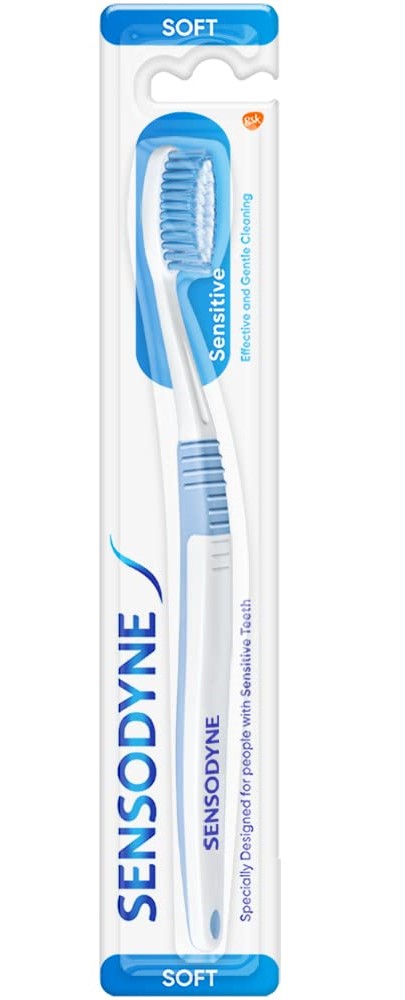 SOFT
gsk
Sensitive
Effective and Gentle Cleaning
SENSODYNE
SENSODYNE
Specially Designed for people with Sensitive Teeth
SOFT